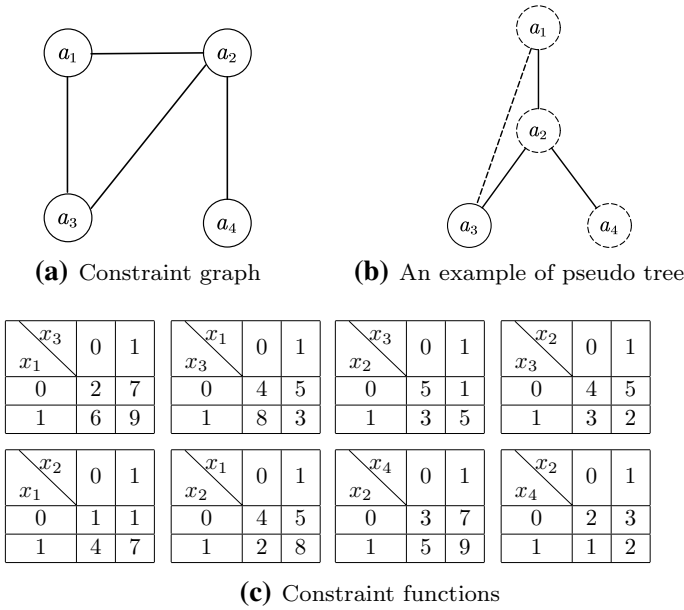 a1 a2
a3 a4
(a) Constraint graph
a1
a2
a3 a4
(b) An example of pseudo tree
x3 0 1 x1 0 1 x3 0 1 x2 0 1
x1 x3 x2 x3
0 2 7 0 4 5 0 5 1 0 4 5
1 6 9 1 8 3 1 3 5 1 3 2
x2 0 1 x1 0 1 x4 0 1 x2 0 1
x1 x2 x2 x4
0 1 1 0 4 5 0 3 7 0 2 3
1 4 7 1 2 8 1 5 9 1 1 2
(c) Constraint functions